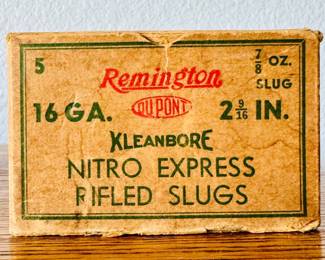 5 Remington 7/8 OZ. SLUG
16 GA. DU PONT 2 9/16 IN.
KLEANBORE
NITRO EXPRESS
RIFLED SLUGS